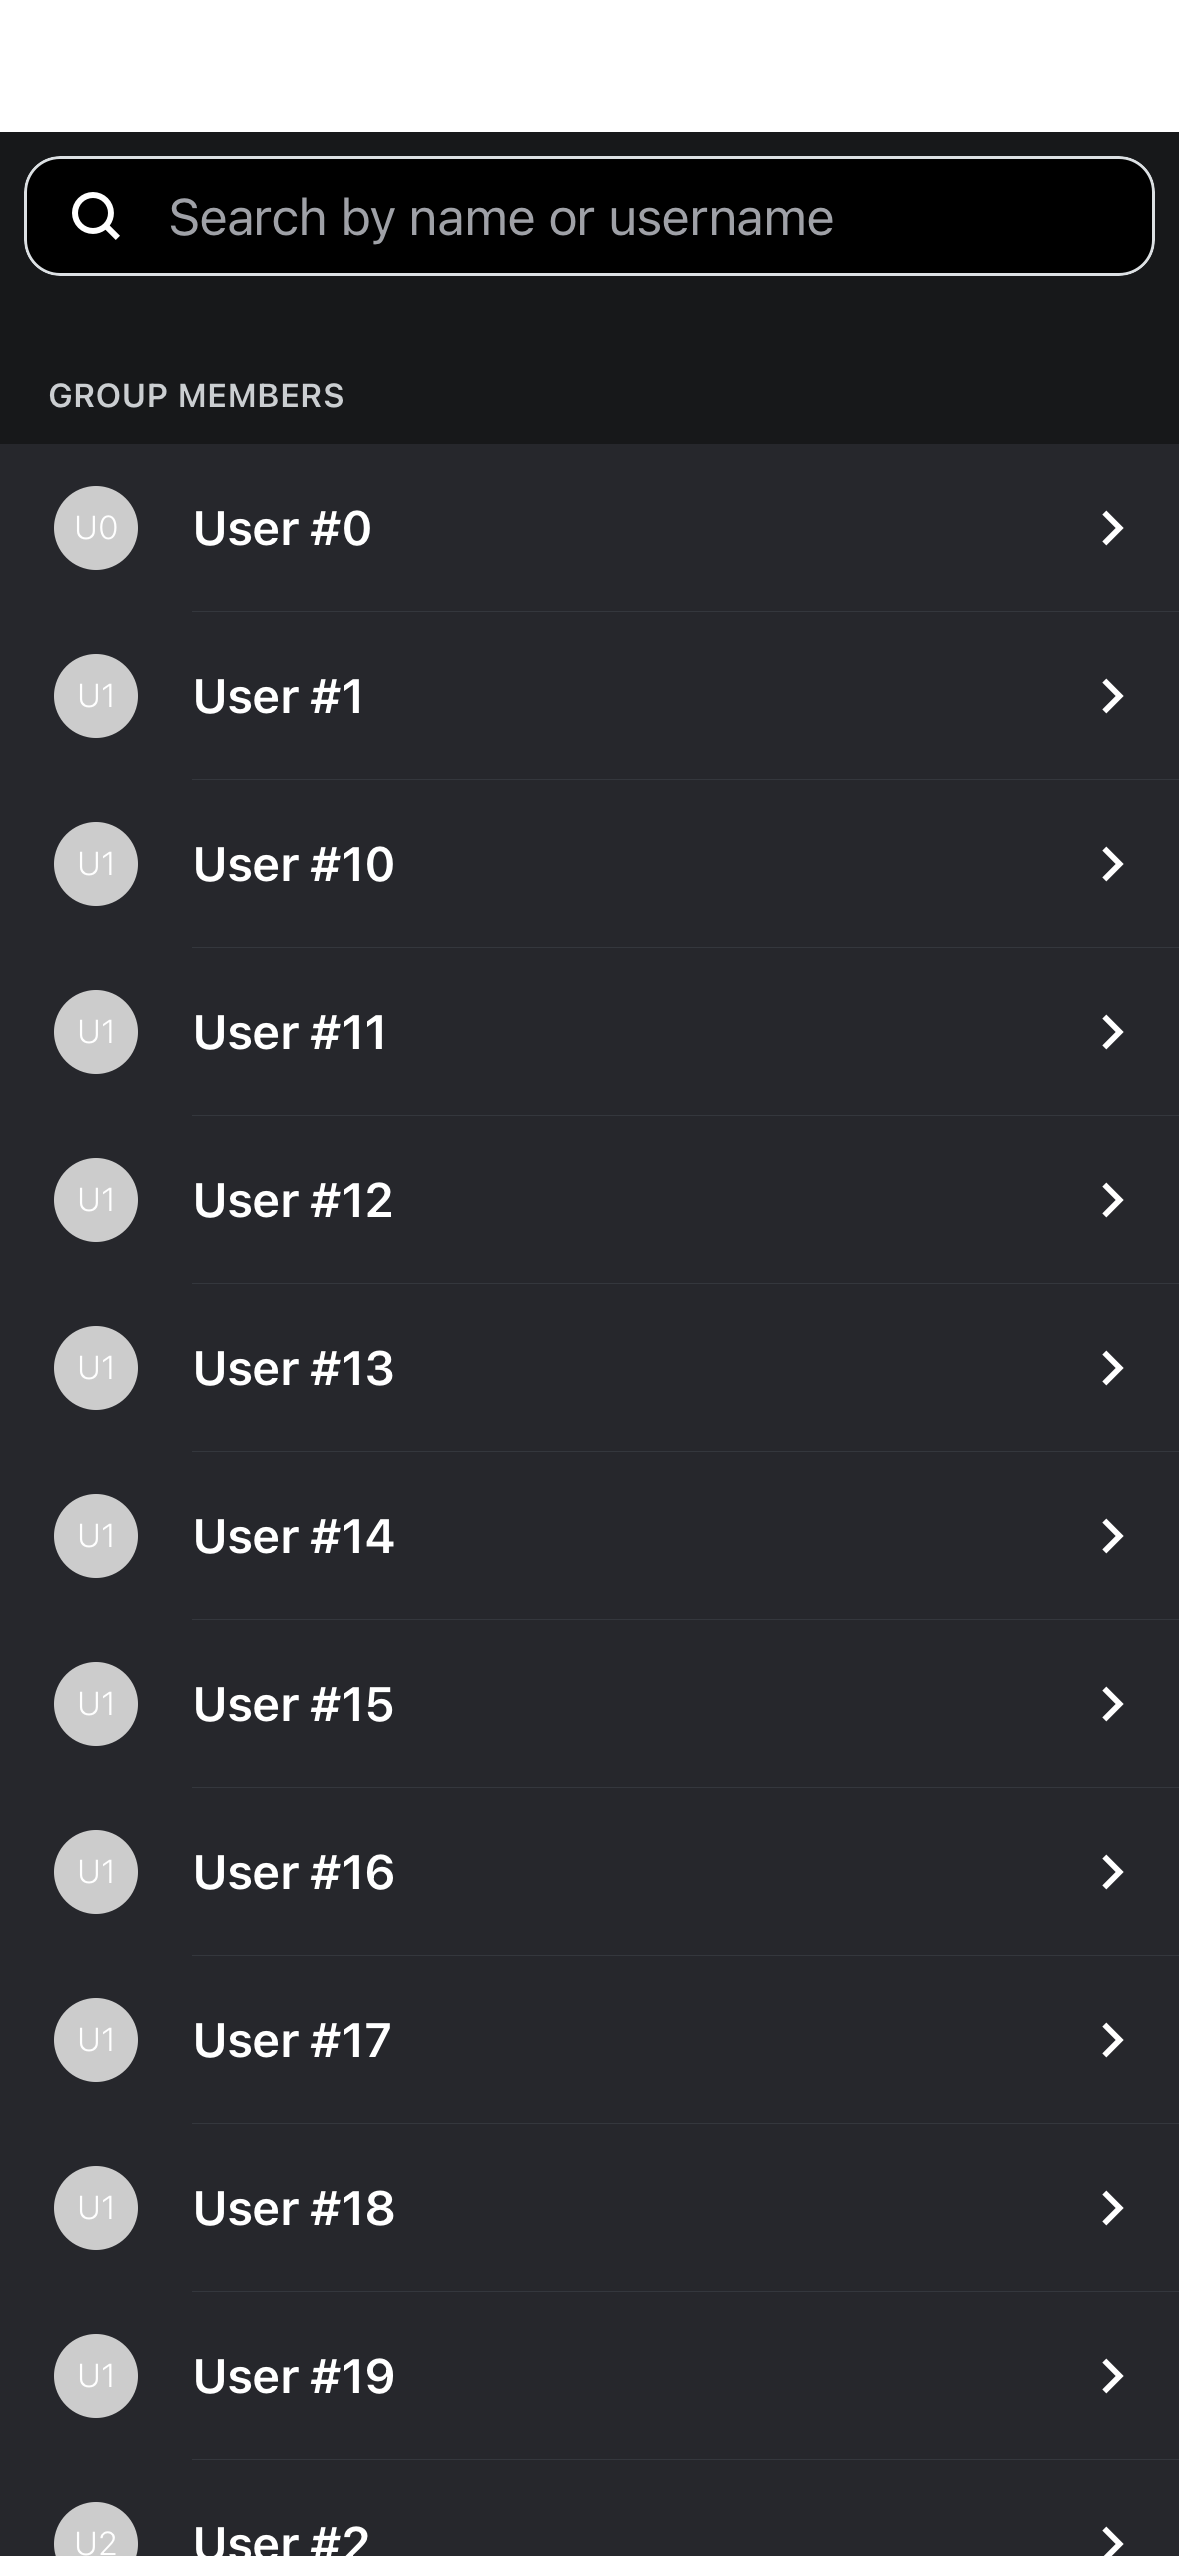 Search by name or username
GROUP MEMBERS
U0 User #0
U1 User #1
U1 User #10
U1 User #11
U1 User #12
U1 User #13
U1 User #14
U1 User #15
U1 User #16
U1 User #17
U1 User #18
U1 User #19
U2 User #2